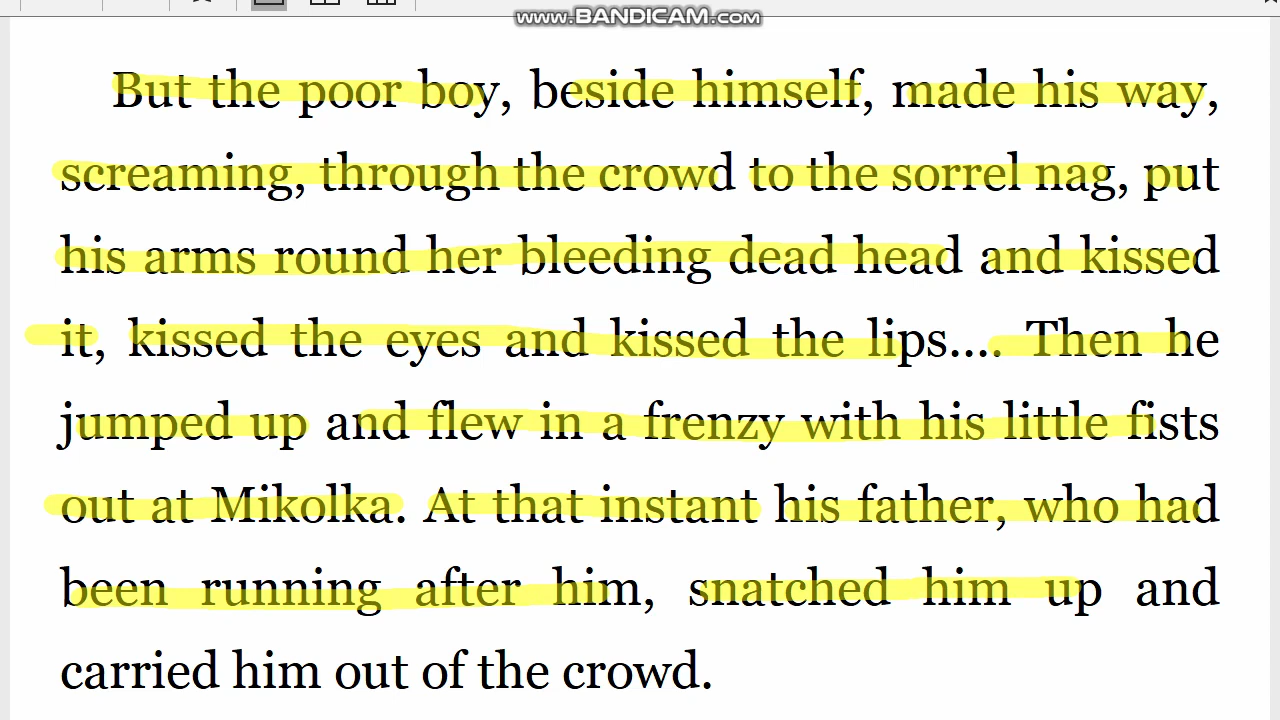 www.BANDICAM.com
But the poor boy, beside himself, made his way,
screaming, through the crowd to the sorrel nag, put
his arms round her bleeding dead head and kissed
it, kissed the eyes and kissed the lips.... Then he
jumped up and flew in a frenzy with his little fists
out at Mikolka. At that instant his father, who had
been running after him, snatched him up and
carried him out of the crowd.